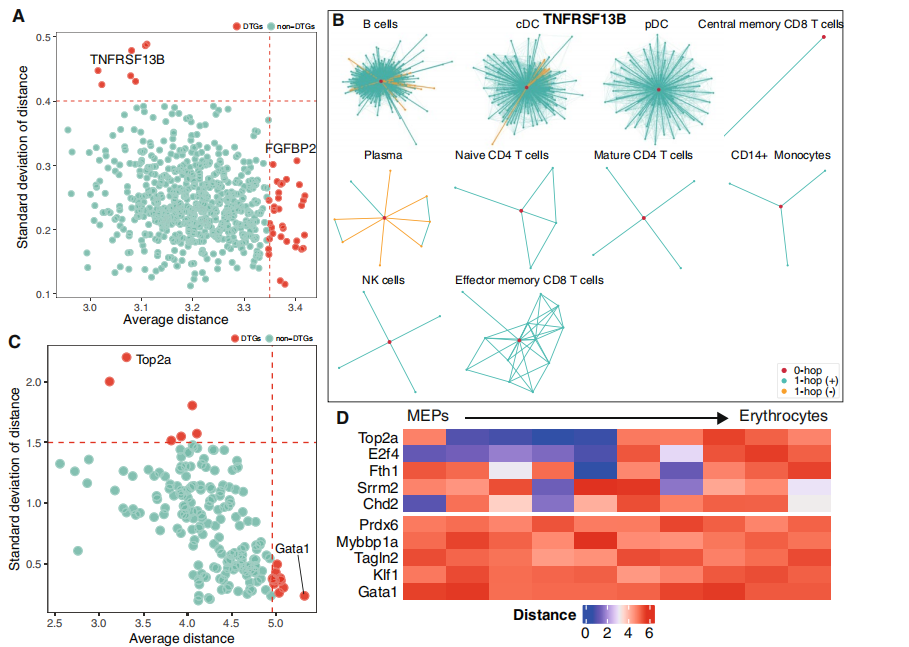 A
DTGs non-DTGs
Standard deviation of distance
0.5
0.4
0.3
0.2
0.1
TNFRSF13B
FGFBP2
3.0 3.1 3.2 3.3 3.4
Average distance
B
TNFRSF13B
B cells cDC pDC Central memory CD8 T cells
Plasma Naive CD4 T cells Mature CD4 T cells CD14+ Monocytes
NK cells Effector memory CD8 T cells
0-hop
1-hop (+)
1-hop (-)
C
DTGs non-DTGs
Standard deviation of distance
2.0
1.5
1.0
0.5
Top2a
Gata1
2.5 3.0 3.5 4.0 4.5 5.0
Average distance
D
MEPs Erythrocytes
Top2a
E2f4
Fth1
Srrm2
Chd2
Prdx6
Mybbp1a
Tagln2
Klf1
Gata1
Distance
0 2 4 6